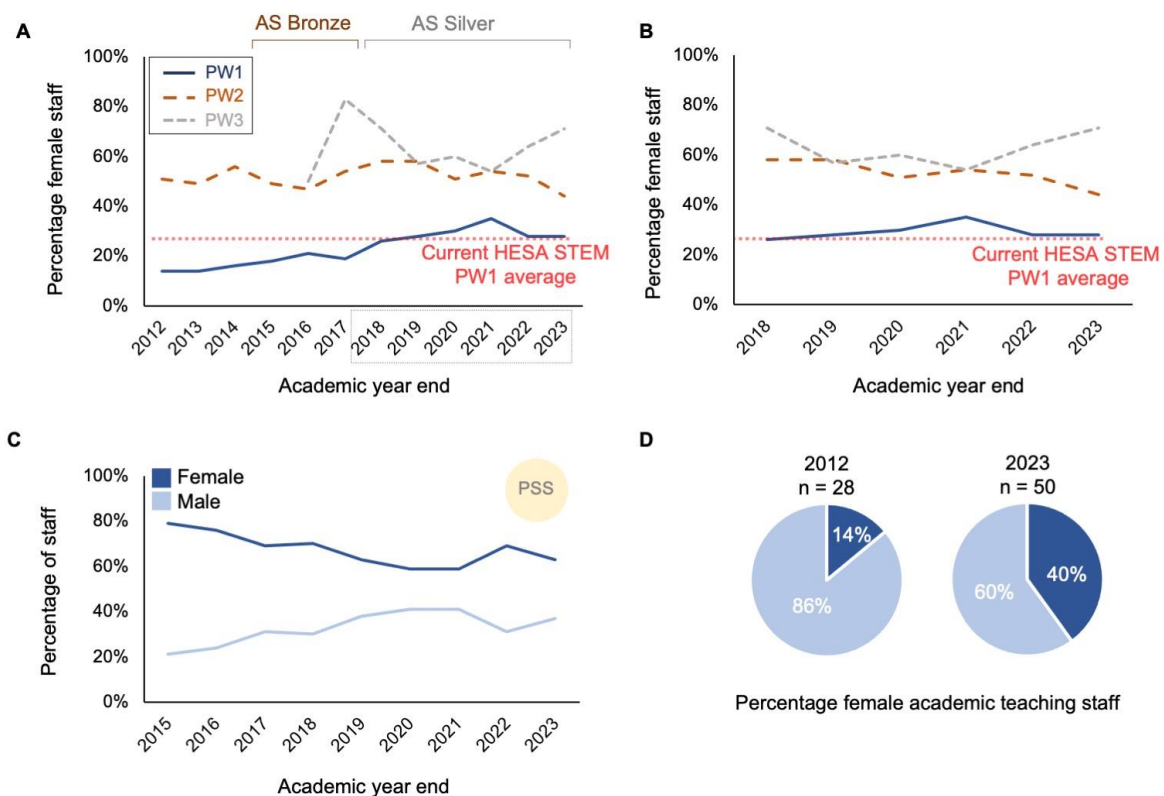 A
AS Bronze
AS Silver
Percentage female staff
100%
80%
60%
40%
20%
0%
PW1
PW2
PW3
Current HESA STEM
PW1 average
2012
2013
2014
2015
2016
2017
2018
2019
2020
2021
2022
2023
Academic year end
B
Percentage female staff
100%
80%
60%
40%
20%
0%
Current HESA STEM
PW1 average
2018
2019
2020
2021
2022
2023
Academic year end
C
Percentage of staff
100%
80%
60%
40%
20%
0%
Female
Male
PSS
2015
2016
2017
2018
2019
2020
2021
2022
2023
Academic year end
D
2012
n = 28
14%
86%
2023
n = 50
40%
60%
Percentage female academic teaching staff